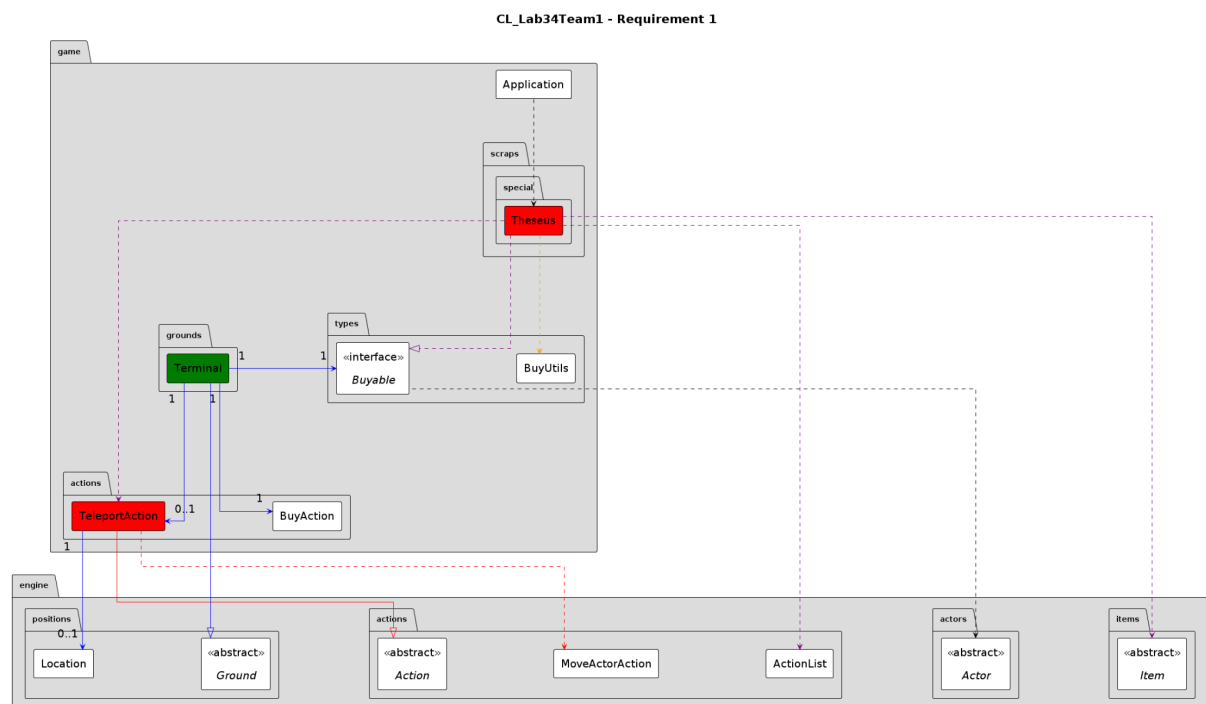 CL_Lab34Team1 - Requirement 1
game
Application
scraps
special
Theseus
types
grounds
«interface»
Buyable
BuyUtils
Terminal
1
1
1
1
actions
TeleportAction
0..1
1
BuyAction
1
engine
positions
0..1
Location
«abstract»
Ground
actions
«abstract»
Action
MoveActorAction
ActionList
actors
«abstract»
Actor
items
«abstract»
Item